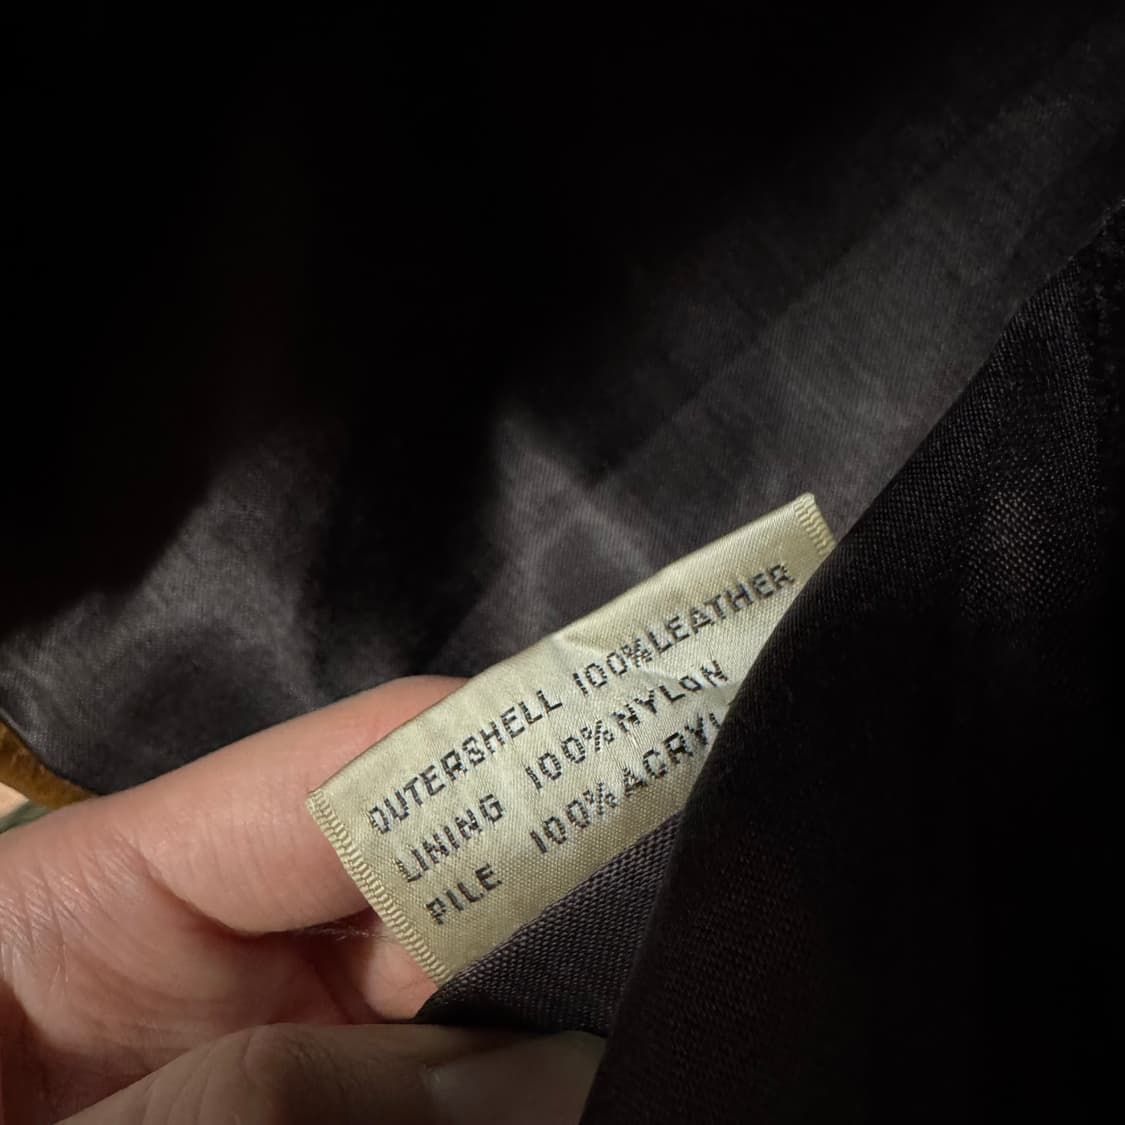 OUTERSHELL 100%LEATHER
LINING 100%NYLON
PILE 100%ACRYL